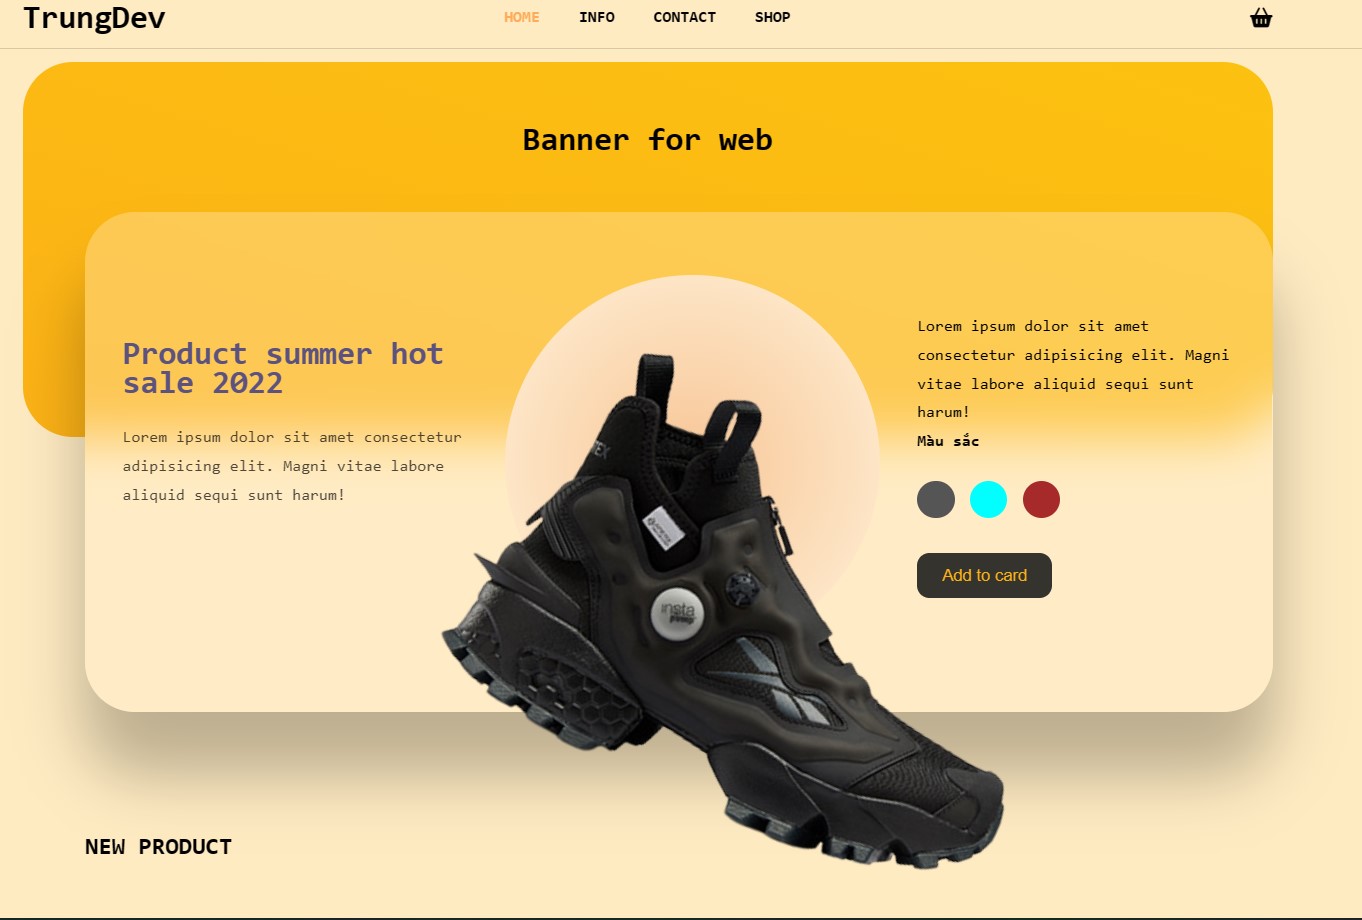 TrungDev
HOME INFO CONTACT SHOP
Banner for web
Product summer hot
sale 2022
Lorem ipsum dolor sit amet consectetur
adipisicing elit. Magni vitae labore
aliquid sequi sunt harum!
Lorem ipsum dolor sit amet
consectetur adipisicing elit. Magni
vitae labore aliquid sequi sunt
harum!
Màu sắc
Add to card
insta
pump
NEW PRODUCT